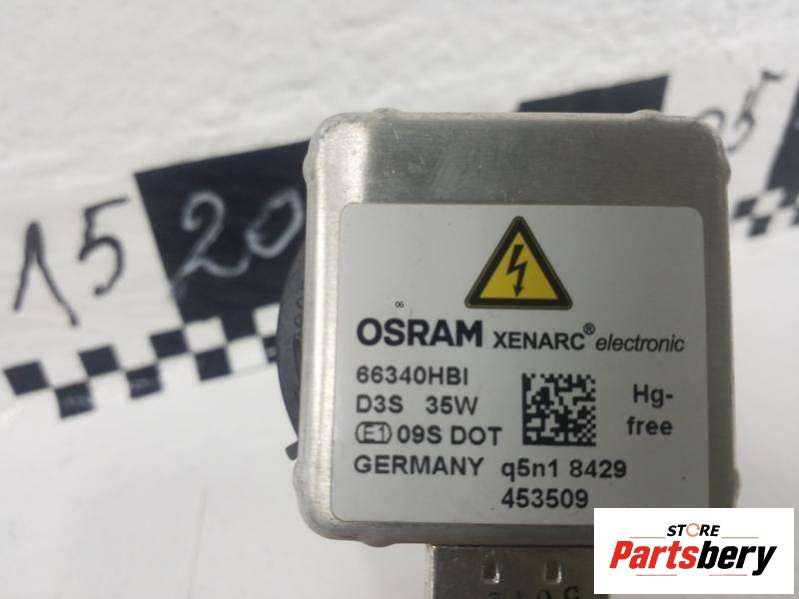 15 20
25
06
OSRAM XENARC® electronic
66340HBI
D3S 35W
Hg-
free
E1 09S DOT
GERMANY q5n1 8429
453509
STORE
Partsbery